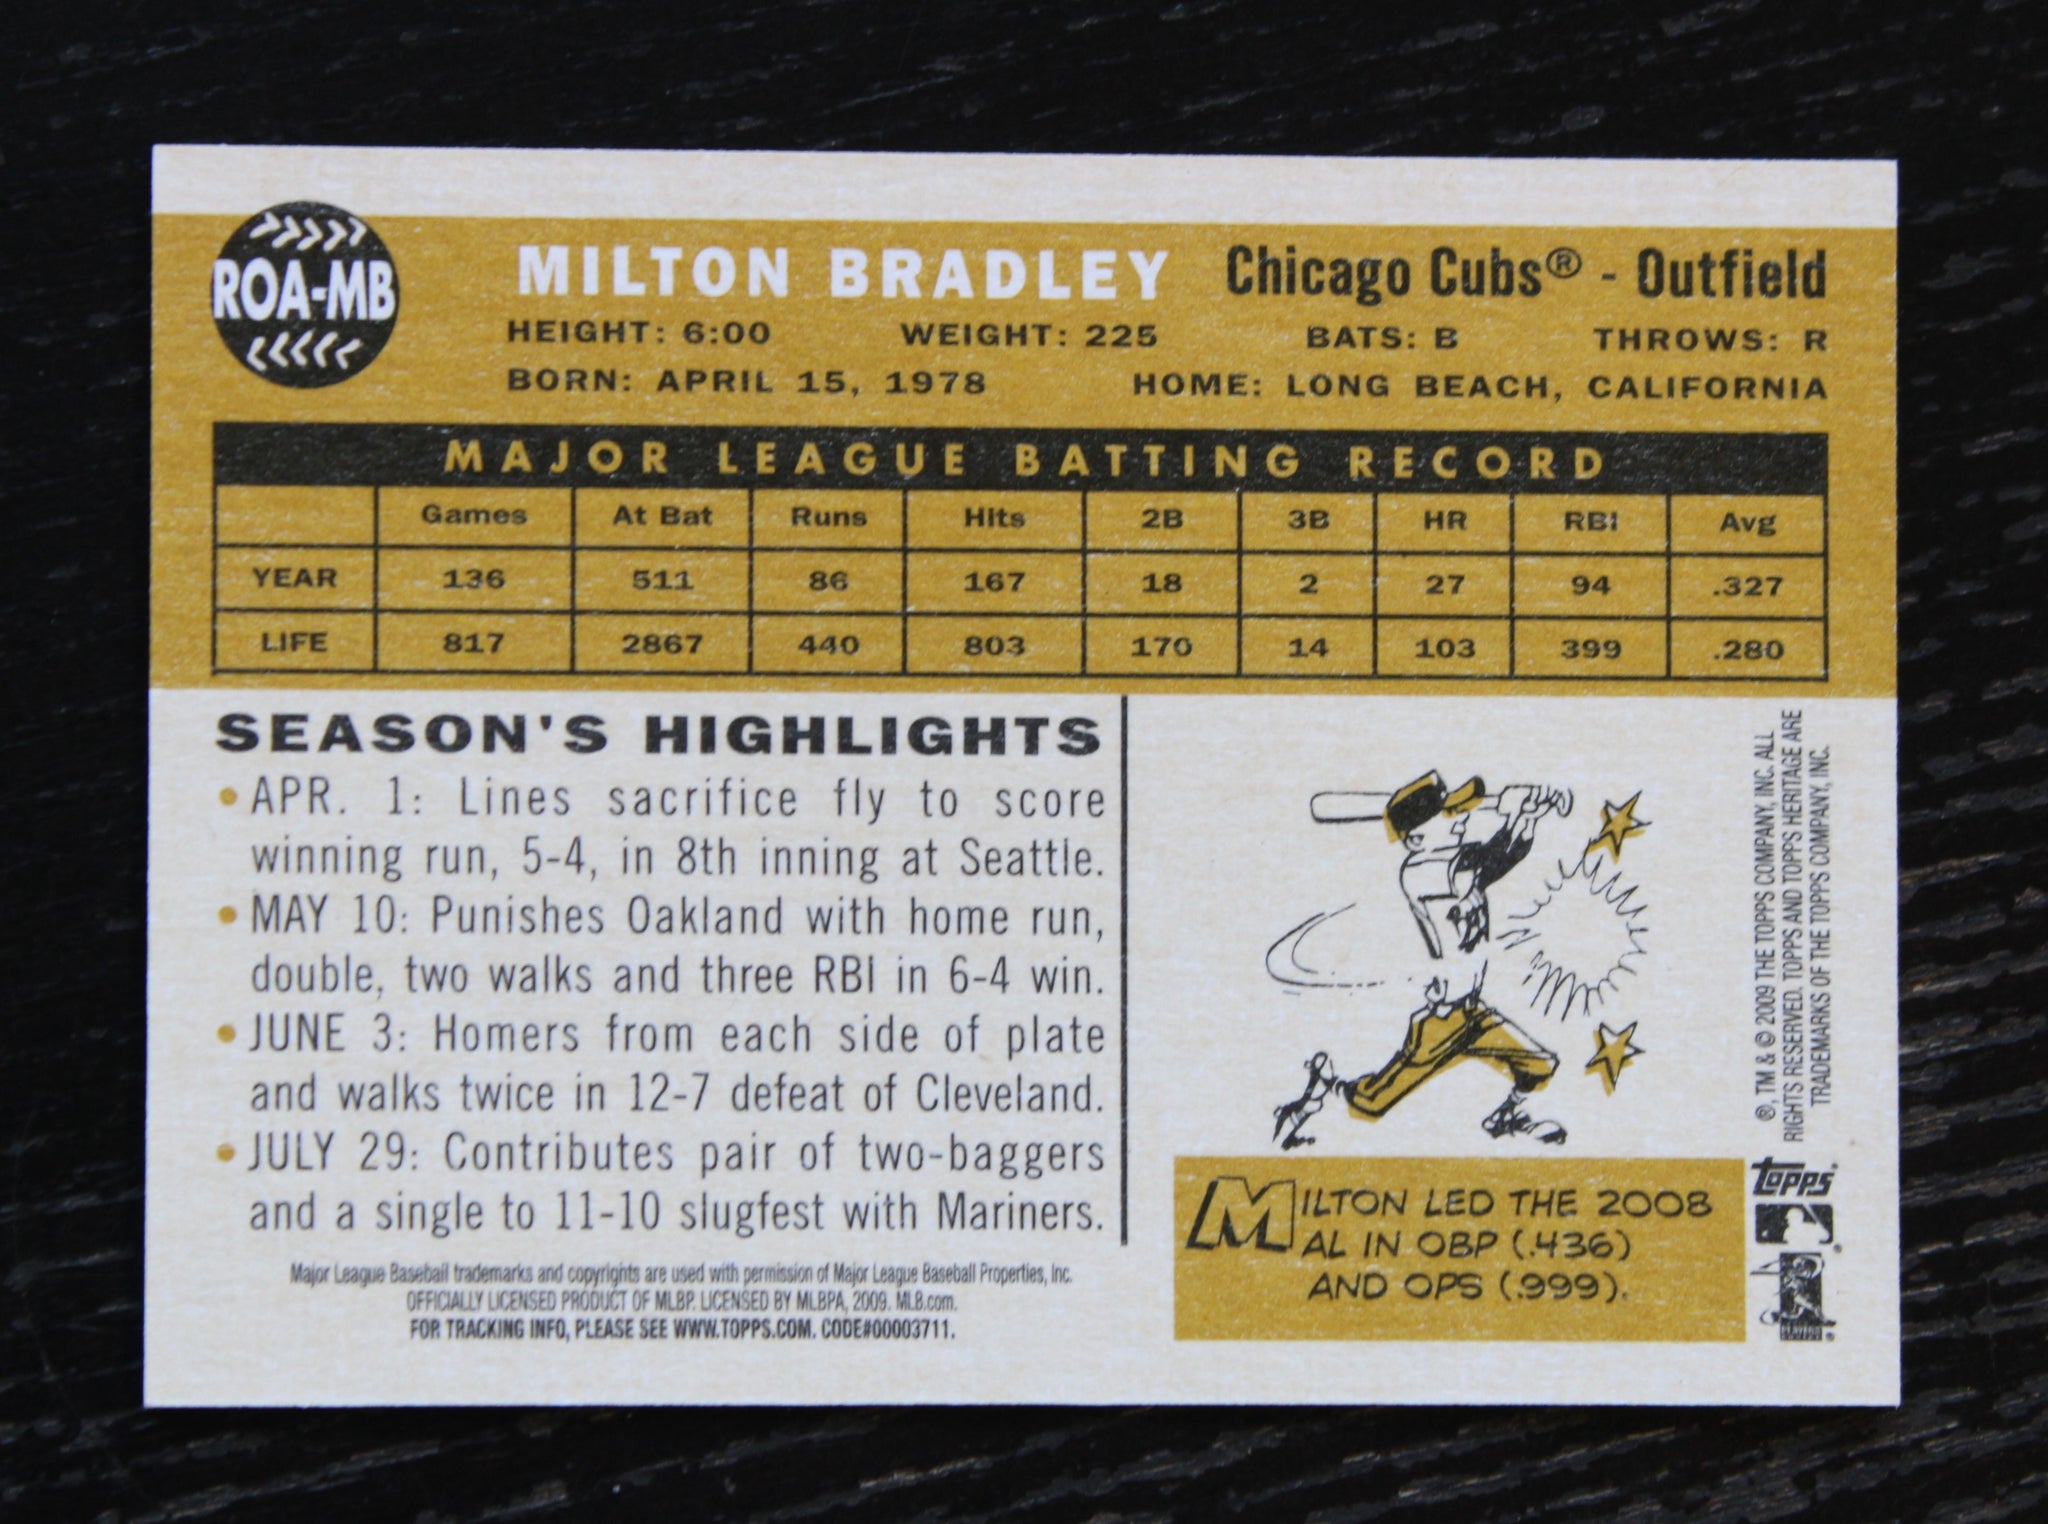 ROA-MB
MILTON BRADLEY Chicago Cubs® - Outfield
HEIGHT: 6:00 WEIGHT: 225 BATS: B THROWS: R
BORN: APRIL 15, 1978 HOME: LONG BEACH, CALIFORNIA
MAJOR LEAGUE BATTING RECORD
Games At Bat Runs Hits 2B 3B HR RBI Avg
YEAR 136 511 86 167 18 2 27 94 .327
LIFE 817 2867 440 803 170 14 103 399 .280
SEASON'S HIGHLIGHTS
• APR. 1: Lines sacrifice fly to score
winning run, 5-4, in 8th inning at Seattle.
• MAY 10: Punishes Oakland with home run,
double, two walks and three RBI in 6-4 win.
• JUNE 3: Homers from each side of plate
and walks twice in 12-7 defeat of Cleveland.
• JULY 29: Contributes pair of two-baggers
and a single to 11-10 slugfest with Mariners.
Major League Baseball trademarks and copyrights are used with permission of Major League Baseball Properties, Inc.
OFFICIALLY LICENSED PRODUCT OF MLBP. LICENSED BY MLBPA, 2009. MLB.com.
FOR TRACKING INFO, PLEASE SEE WWW.TOPPS.COM. CODE#00003711.
MILTON LED THE 2008
AL IN OBP (.436)
AND OPS (.999).
®, TM & © 2009 THE TOPPS COMPANY, INC. ALL
RIGHTS RESERVED. TOPPS AND TOPPS HERITAGE ARE
TRADEMARKS OF THE TOPPS COMPANY, INC.
Topps®